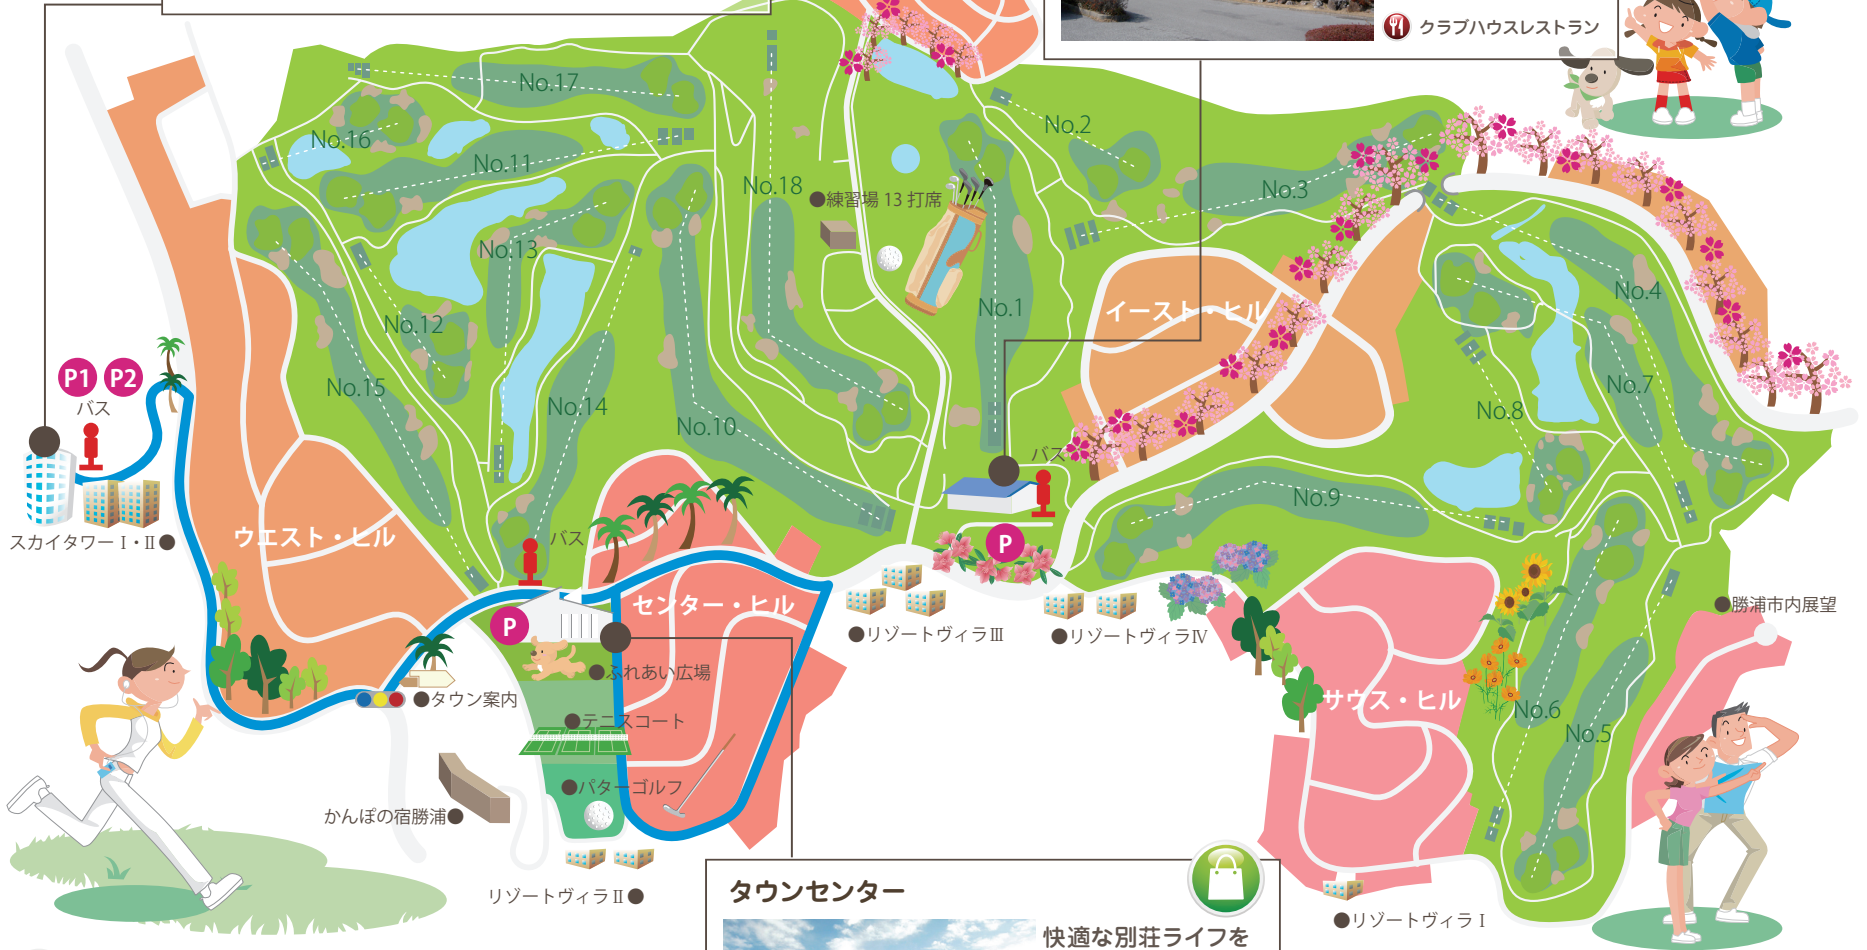 クラブハウスレストラン
No.17
No.2
No.16
No.11
No.18
No.3
●練習場 13 打席
No.13
No.4
No.1
イースト・ヒル
No.12
P1 P2
バス
No.15
No.7
No.14
No.8
No.10
バス
No.9
スカイタワー I・II●
ウエスト・ヒル
バス
P
センター・ヒル
P
●勝浦市内展望
●リゾートヴィラⅢ
●リゾートヴィラⅣ
●ふれあい広場
●タウン案内
サウス・ヒル
No.6
●テニスコート
No.5
●パターゴルフ
かんぽの宿勝浦●
リゾートヴィラⅡ●
タウンセンター
●リゾートヴィラ I
快適な別荘ライフを